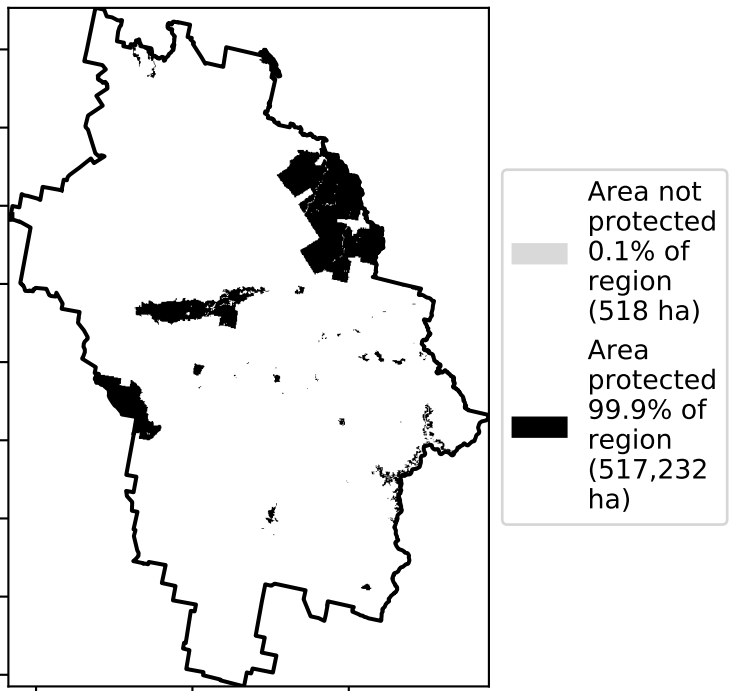 Area not
protected
0.1% of
region
(518 ha)
Area
protected
99.9% of
region
(517,232
ha)